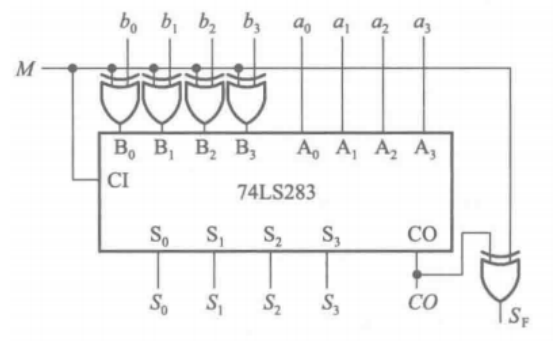 b₀ b₁ b₂ b₃ a₀ a₁ a₂ a₃
M
B₀ B₁ B₂ B₃ A₀ A₁ A₂ A₃
CI
74LS283
S₀ S₁ S₂ S₃ CO
S₀ S₁ S₂ S₃ CO
S_F